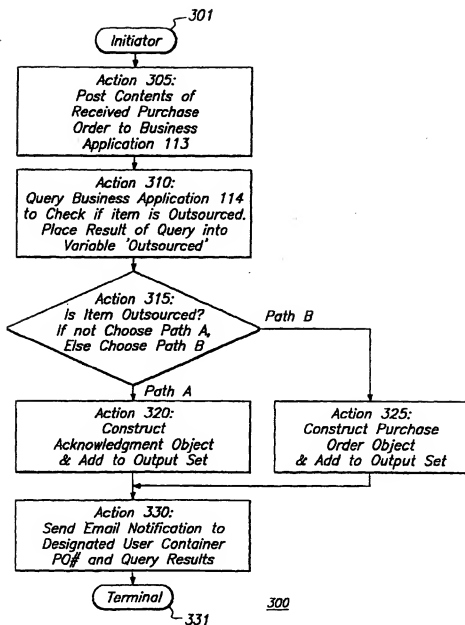 301
Initiator
Action 305:
Post Contents of
Received Purchase
Order to Business
Application 113
Action 310:
Query Business Application 114
to Check if item is Outsourced.
Place Result of Query into
Variable 'Outsourced'
Action 315:
Is Item Outsourced?
If not Choose Path A,
Else Choose Path B
Path B
Path A
Action 320:
Construct
Acknowledgment Object
& Add to Output Set
Action 325:
Construct Purchase
Order Object
& Add to Output Set
Action 330:
Send Email Notification to
Designated User Container
PO# and Query Results
Terminal
331
300